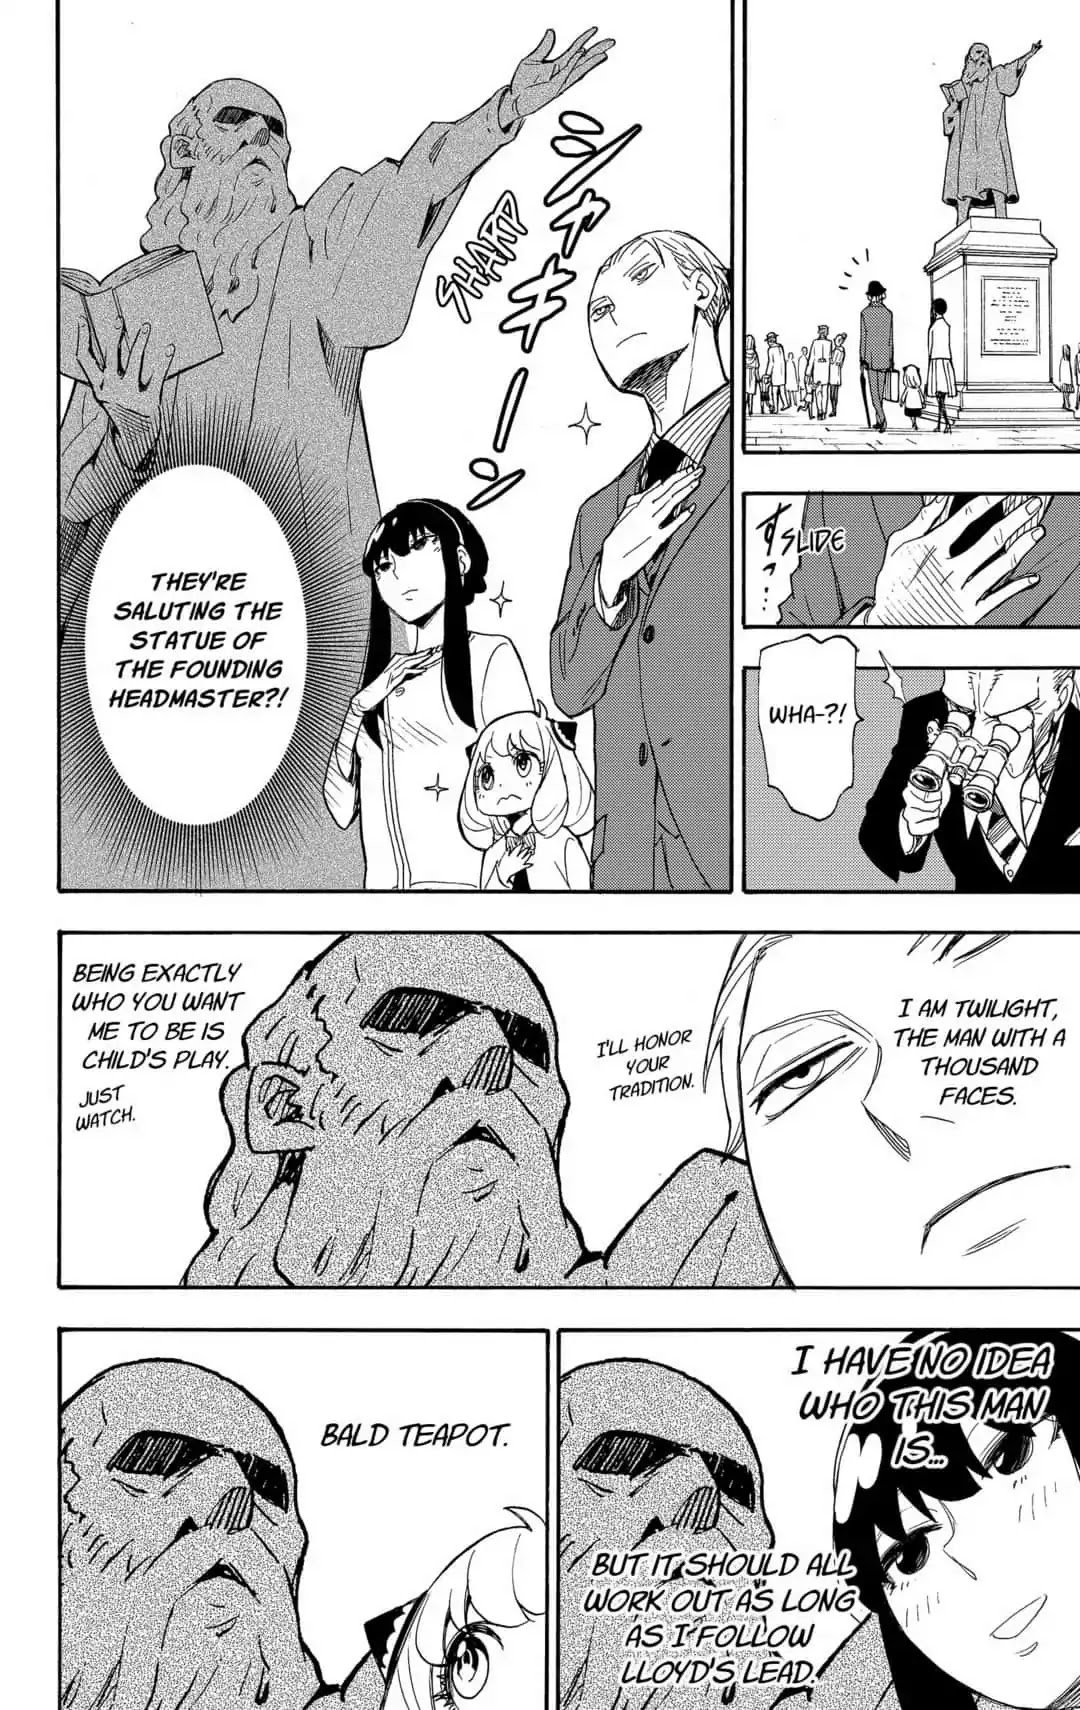 すっ…
SLIDE
WHA-?!
シャキーン
SHARP
THEY'RE
SALUTING THE
STATUE OF
THE FOUNDING
HEADMASTER?!
I AM TWILIGHT,
THE MAN WITH A
THOUSAND
FACES.
I'LL HONOR
YOUR
TRADITION.
BEING EXACTLY
WHO YOU WANT
ME TO BE IS
CHILD'S PLAY.
JUST
WATCH.
I HAVE NO IDEA
WHO THIS MAN
IS...
BUT IT SHOULD ALL
WORK OUT AS LONG
AS I FOLLOW
LLOYD'S LEAD.
BALD TEAPOT.